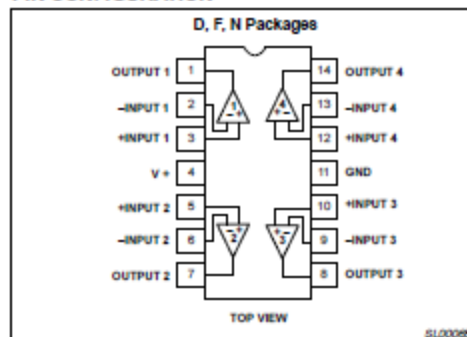 D, F, N Packages
OUTPUT 1 1 14 OUTPUT 4
–INPUT 1 2 1 4 13 –INPUT 4
+INPUT 1 3 – + + – 12 +INPUT 4
V + 4 11 GND
+INPUT 2 5 10 +INPUT 3
–INPUT 2 6 – + 2 + – 3 9 –INPUT 3
OUTPUT 2 7 8 OUTPUT 3
TOP VIEW